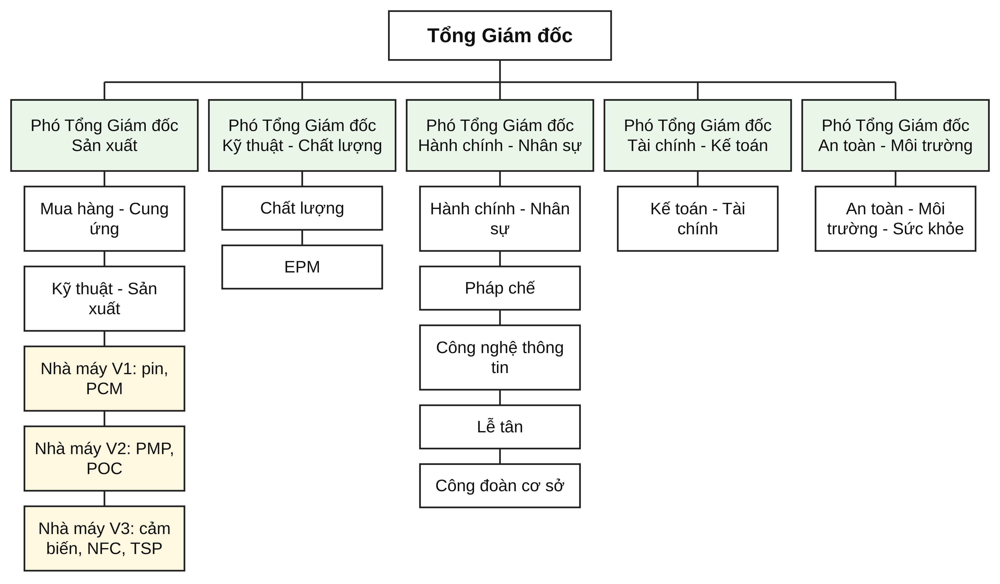 Tổng Giám đốc
Phó Tổng Giám đốc
Sản xuất
Phó Tổng Giám đốc
Kỹ thuật - Chất lượng
Phó Tổng Giám đốc
Hành chính - Nhân sự
Phó Tổng Giám đốc
Tài chính - Kế toán
Phó Tổng Giám đốc
An toàn - Môi trường
Mua hàng - Cung
ứng
Kỹ thuật - Sản
xuất
Nhà máy V1: pin,
PCM
Nhà máy V2: PMP,
POC
Nhà máy V3: cảm
biến, NFC, TSP
Chất lượng
EPM
Hành chính - Nhân
sự
Pháp chế
Công nghệ thông
tin
Lễ tân
Công đoàn cơ sở
Kế toán - Tài
chính
An toàn - Môi
trường - Sức khỏe